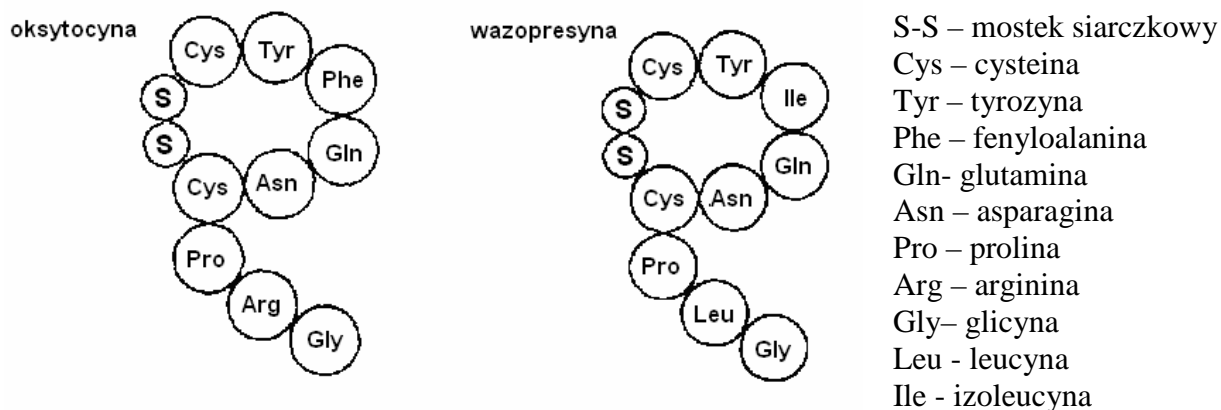 oksytocyna
Cys Tyr
Phe
S
S
Gln
Cys Asn
Pro
Arg
Gly
wazopresyna
Cys Tyr
Ile
S
S
Gln
Cys Asn
Pro
Leu
Gly
S-S – mostek siarczkowy
Cys – cysteina
Tyr – tyrozyna
Phe – fenyloalanina
Gln- glutamina
Asn – asparagina
Pro – prolina
Arg – arginina
Gly– glicyna
Leu - leucyna
Ile - izoleucyna